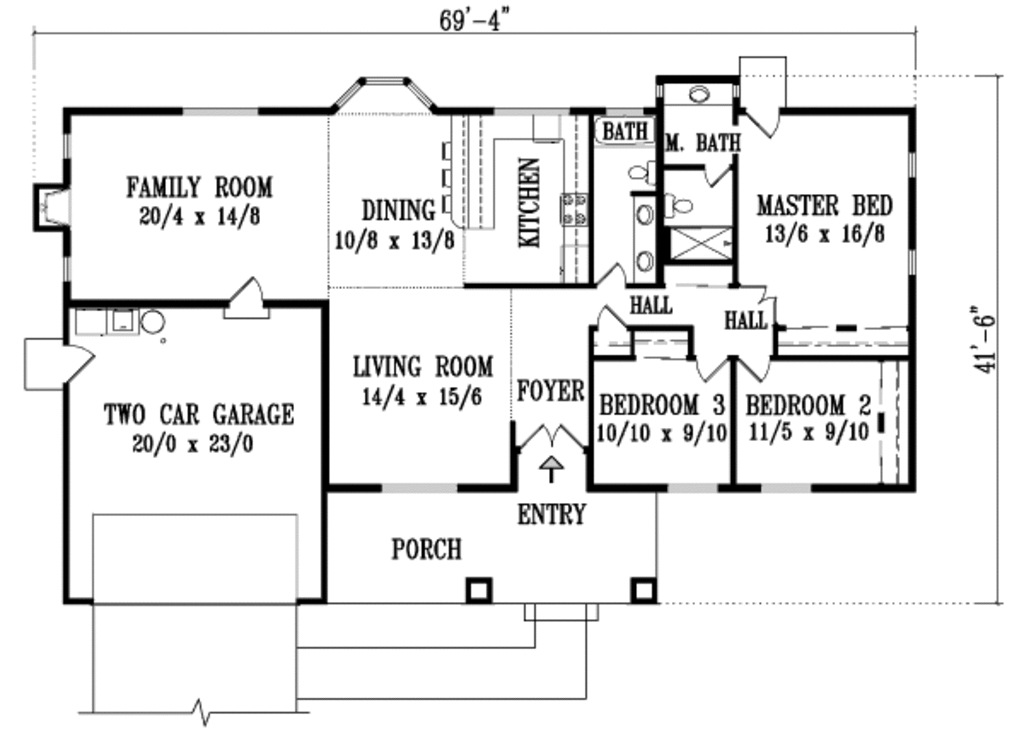 69'-4"
BATH
M. BATH
FAMILY ROOM
20/4 x 14/8
DINING
10/8 x 13/8
KITCHEN
MASTER BED
13/6 x 16/8
HALL
HALL
41'-6"
LIVING ROOM
14/4 x 15/6
FOYER
BEDROOM 3
10/10 x 9/10
BEDROOM 2
11/5 x 9/10
TWO CAR GARAGE
20/0 x 23/0
ENTRY
PORCH